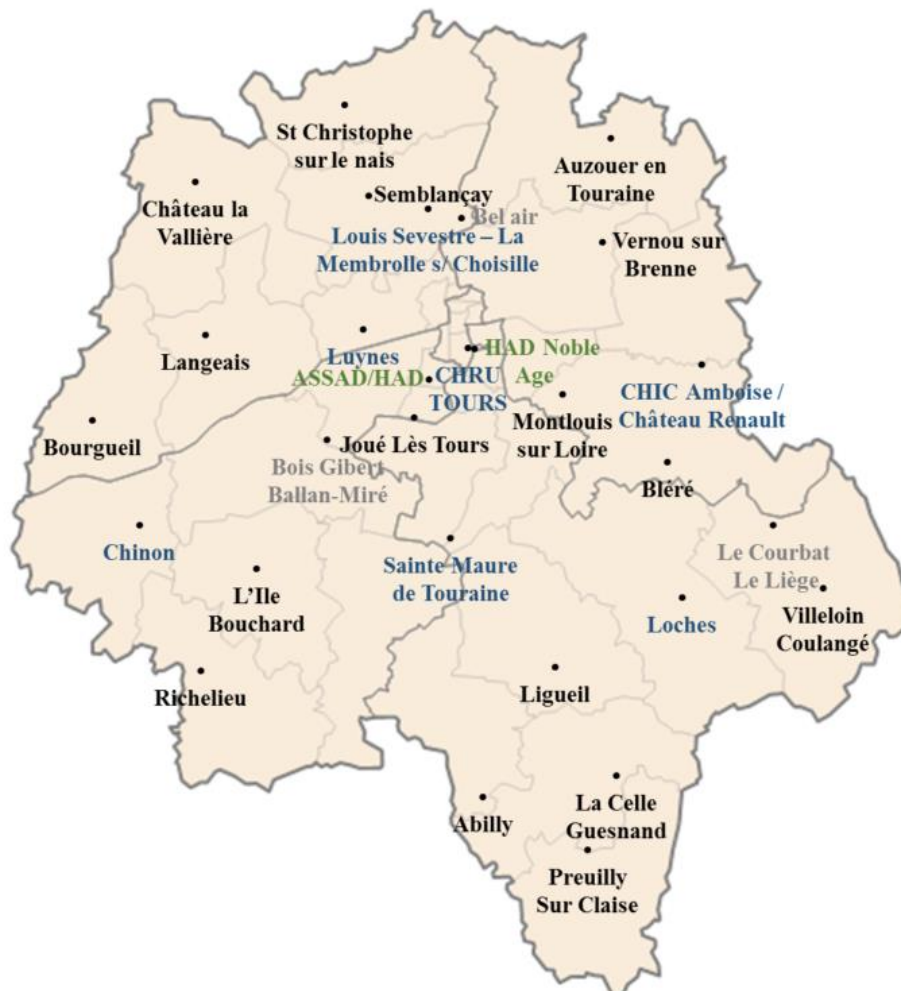 St Christophe
sur le nais
Auzouer en
Touraine
Château la
Vallière
Semblançay
Bel air
Louis Sevestre – La
Membrolle s/ Choisille
Vernou sur
Brenne
Langeais
Luynes
ASSAD/HAD
HAD Noble
Age
CHRU
TOURS
CHIC Amboise /
Château Renault
Montlouis
sur Loire
Bourgueil
Joué Lès Tours
Bois Gibert
Ballan-Miré
Bléré
Chinon
Sainte Maure
de Touraine
Le Courbat
Le Liège
L'Ile
Bouchard
Loches
Villeloin
Coulangé
Richelieu
Ligueil
Abilly
La Celle
Guesnand
Preuilly
Sur Claise